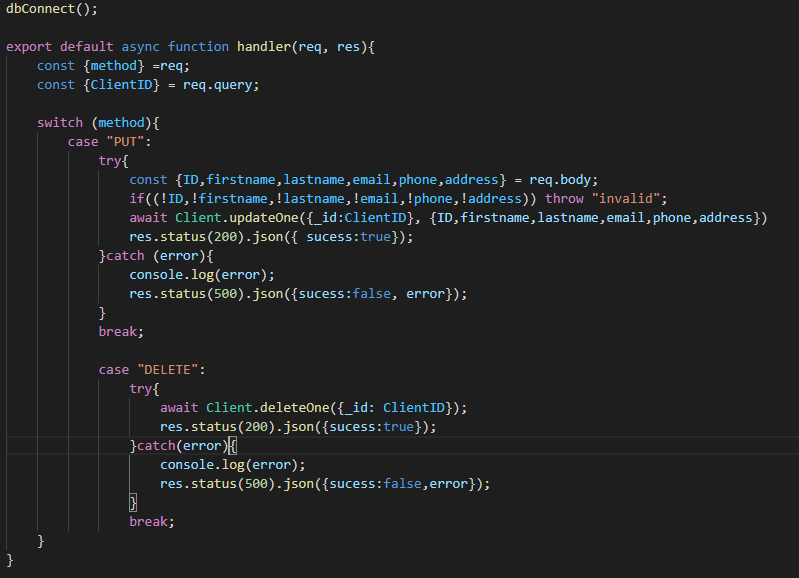 dbConnect();
export default async function handler(req, res){
const {method} =req;
const {ClientID} = req.query;
switch (method){
case "PUT":
try{
const {ID,firstname,lastname,email,phone,address} = req.body;
if((!ID,!firstname,!lastname,!email,!phone,!address)) throw "invalid";
await Client.updateOne({_id:ClientID}, {ID,firstname,lastname,email,phone,address})
res.status(200).json({ sucess:true});
}catch (error){
console.log(error);
res.status(500).json({sucess:false, error});
}
break;
case "DELETE":
try{
await Client.deleteOne({_id: ClientID});
res.status(200).json({sucess:true});
}catch(error){
console.log(error);
res.status(500).json({sucess:false,error});
}
break;
}
}